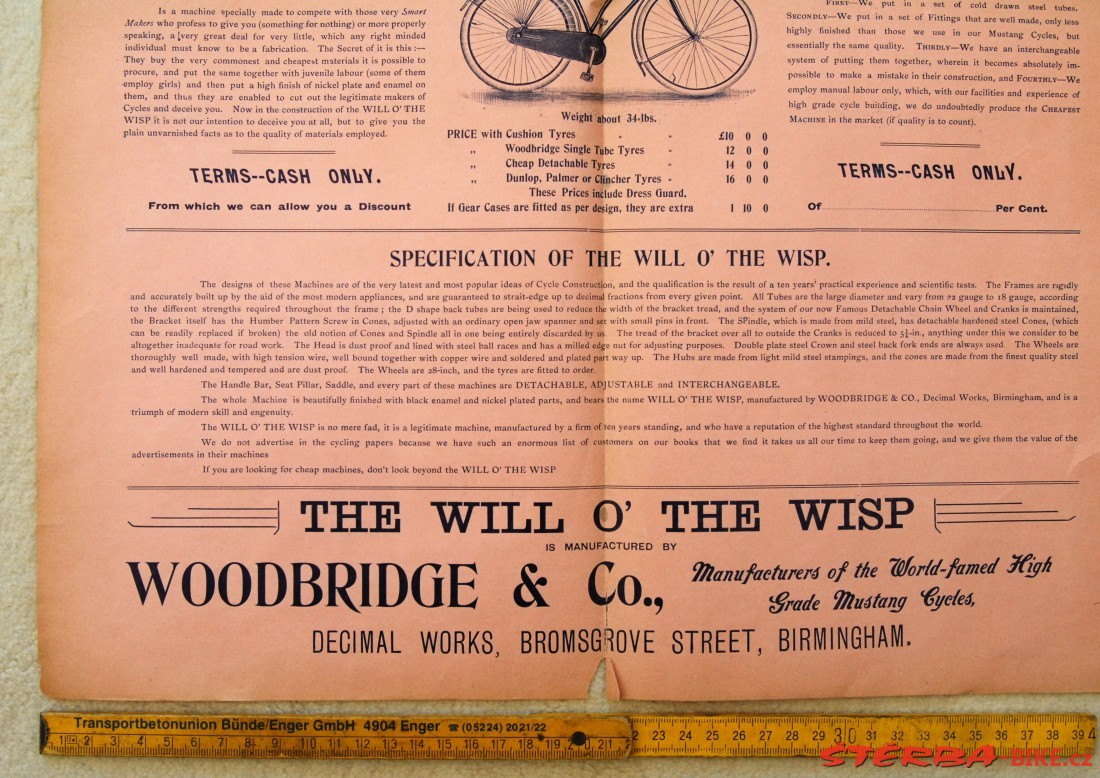 Is a machine specially made to compete with those very Smart
Makers who profess to give you (something for nothing) or more properly
speaking, a very great deal for very little, which any right minded
individual must know to be a fabrication. The Secret of it is this :—
They buy the very commonest and cheapest materials it is possible to
procure, and put the same together with juvenile labour (some of them
employ girls) and then put a high finish of nickel plate and enamel on
them, and thus they are enabled to cut out the legitimate makers of
Cycles and deceive you. Now in the construction of the WILL O' THE
WISP it is not our intention to deceive you at all, but to give you the
plain unvarnished facts as to the quality of materials employed.
TERMS--CASH ONLY.
From which we can allow you a Discount
Weight about 34-lbs.
PRICE with Cushion Tyres - - £10 0 0
„ Woodbridge Single Tube Tyres - 12 0 0
„ Cheap Detachable Tyres - 14 0 0
„ Dunlop, Palmer or Clincher Tyres - 16 0 0
These Prices include Dress Guard.
If Gear Cases are fitted as per design, they are extra 1 10 0
FIRST—We put in a set of cold drawn steel tubes.
SECONDLY—We put in a set of Fittings that are well made, only less
highly finished than those we use in our Mustang Cycles, but
essentially the same quality. THIRDLY—We have an interchangeable
system of putting them together, wherein it becomes absolutely im-
possible to make a mistake in their construction, and FOURTHLY—We
employ manual labour only, which, with our facilities and experience of
high grade cycle building, we do undoubtedly produce the CHEAPEST
MACHINE in the market (if quality is to count).
TERMS--CASH ONLY.
Of ........ Per Cent.
SPECIFICATION OF THE WILL O' THE WISP.
The designs of these Machines are of the very latest and most popular ideas of Cycle Construction, and the qualification is the result of a ten years' practical experience and scientific tests. The Frames are rigidly
and accurately built up by the aid of the most modern appliances, and are guaranteed to strait-edge up to decimal fractions from every given point. All Tubes are the large diameter and vary from 22 gauge to 18 gauge, according
to the different strengths required throughout the frame ; the D shape back tubes are being used to reduce the width of the bracket tread, and the system of our now Famous Detachable Chain Wheel and Cranks is maintained,
the Bracket itself has the Humber Pattern Screw in Cones, adjusted with an ordinary open jaw spanner and set with small pins in front. The SPindle, which is made from mild steel, has detachable hardened steel Cones, (which
can be readily replaced if broken) the old notion of Cones and Spindle all in one being entirely discarded by us. The tread of the bracket over all to outside the Cranks is reduced to 5½-in., anything under this we consider to be
altogether inadequate for road work. The Head is dust proof and lined with steel ball races and has a milled edge nut for adjusting purposes. Double plate steel Crown and steel back fork ends are always used. The Wheels are
thoroughly well made, with high tension wire, well bound together with copper wire and soldered and plated part way up. The Hubs are made from light mild steel stampings, and the cones are made from the finest quality steel
and well hardened and tempered and are dust proof. The Wheels are 28-inch, and the tyres are fitted to order.
The Handle Bar, Seat Pillar, Saddle, and every part of these machines are DETACHABLE, ADJUSTABLE and INTERCHANGEABLE.
The whole Machine is beautifully finished with black enamel and nickel plated parts, and bears the name WILL O' THE WISP, manufactured by WOODBRIDGE & CO., Decimal Works, Birmingham, and is a
triumph of modern skill and engenuity.
The WILL O' THE WISP is no mere fad, it is a legitimate machine, manufactured by a firm of ten years standing, and who have a reputation of the highest standard throughout the world.
We do not advertise in the cycling papers because we have such an enormous list of customers on our books that we find it takes us all our time to keep them going, and we give them the value of the
advertisements in their machines
If you are looking for cheap machines, don't look beyond the WILL O' THE WISP
THE WILL O' THE WISP
IS MANUFACTURED BY
WOODBRIDGE & Co., Manufacturers of the World-famed High
Grade Mustang Cycles,
DECIMAL WORKS, BROMSGROVE STREET, BIRMINGHAM.
Transportbetonunion Bünde/Enger GmbH 4904 Enger ☎ (05224) 2021/22
1 2 3 4 5 6 7 8 9 10 11 12 13 14 15 16 17 18 19 20 21 2 23 24 25 26 27 28 29 30 31 32 33 34 35 36 37 38 39 4
STERBA-BIKE.cz